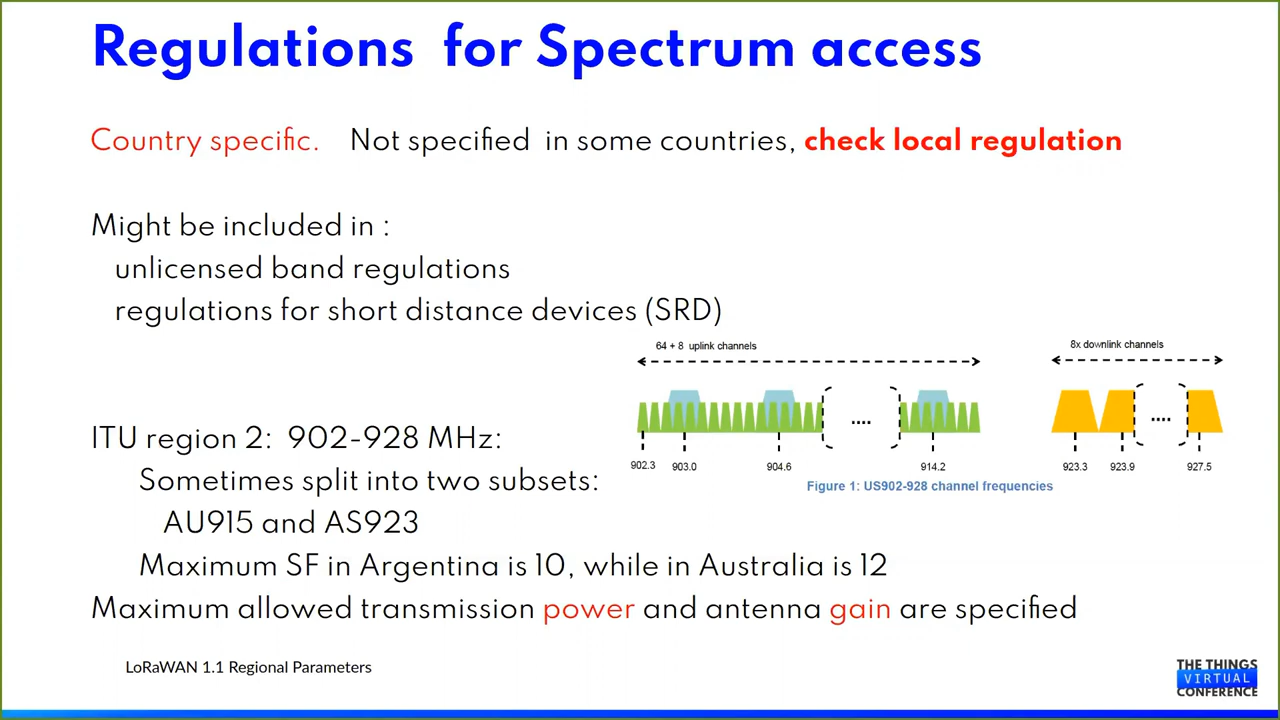 Regulations for Spectrum access
Country specific. Not specified in some countries, check local regulation
Might be included in :
unlicensed band regulations
regulations for short distance devices (SRD)
64 + 8 uplink channels
8x downlink channels
....
....
902.3 903.0 904.6 914.2 923.3 923.9 927.5
Figure 1: US902-928 channel frequencies
ITU region 2: 902-928 MHz:
Sometimes split into two subsets:
AU915 and AS923
Maximum SF in Argentina is 10, while in Australia is 12
Maximum allowed transmission power and antenna gain are specified
LoRaWAN 1.1 Regional Parameters
THE THINGS
VIRTUAL
CONFERENCE